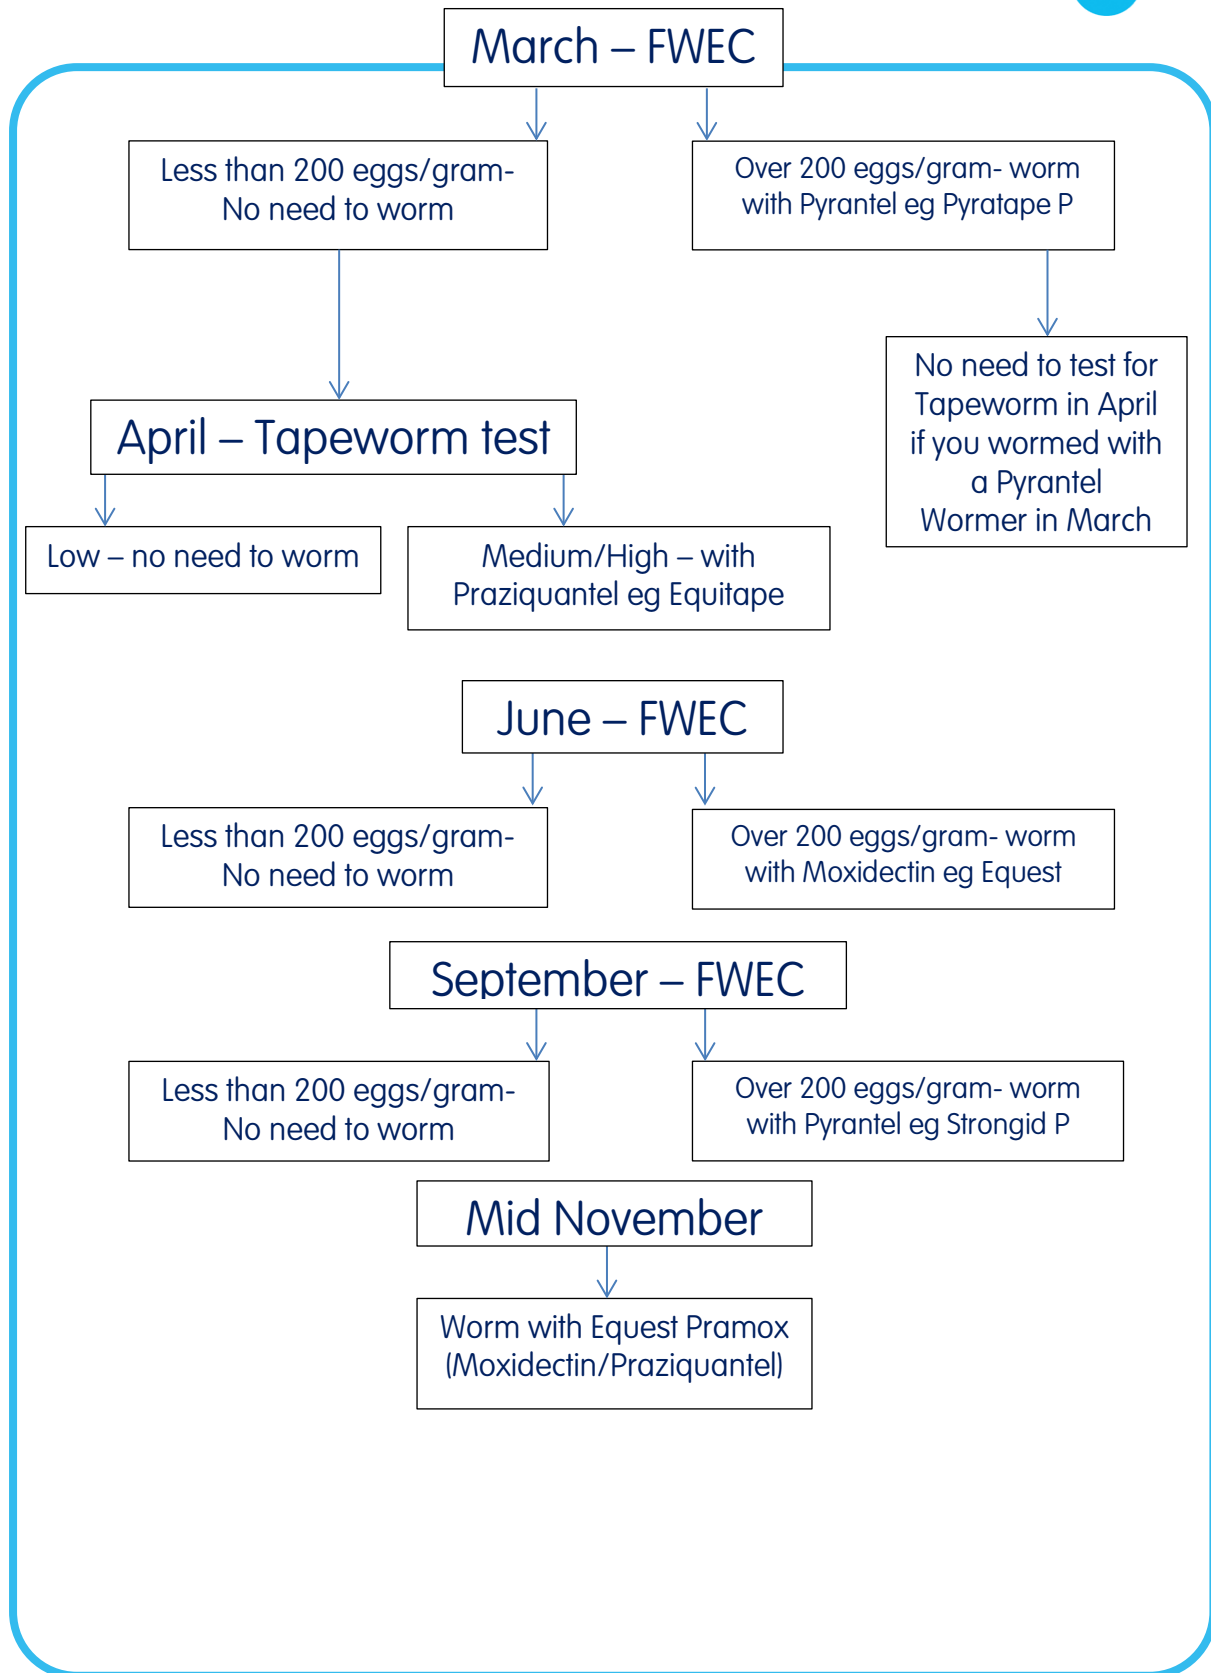 March – FWEC
Less than 200 eggs/gram-
No need to worm
Over 200 eggs/gram- worm
with Pyrantel eg Pyratape P
No need to test for
Tapeworm in April
if you wormed with
a Pyrantel
Wormer in March
April – Tapeworm test
Low – no need to worm
Medium/High – with
Praziquantel eg Equitape
June – FWEC
Less than 200 eggs/gram-
No need to worm
Over 200 eggs/gram- worm
with Moxidectin eg Equest
September – FWEC
Less than 200 eggs/gram-
No need to worm
Over 200 eggs/gram- worm
with Pyrantel eg Strongid P
Mid November
Worm with Equest Pramox
(Moxidectin/Praziquantel)